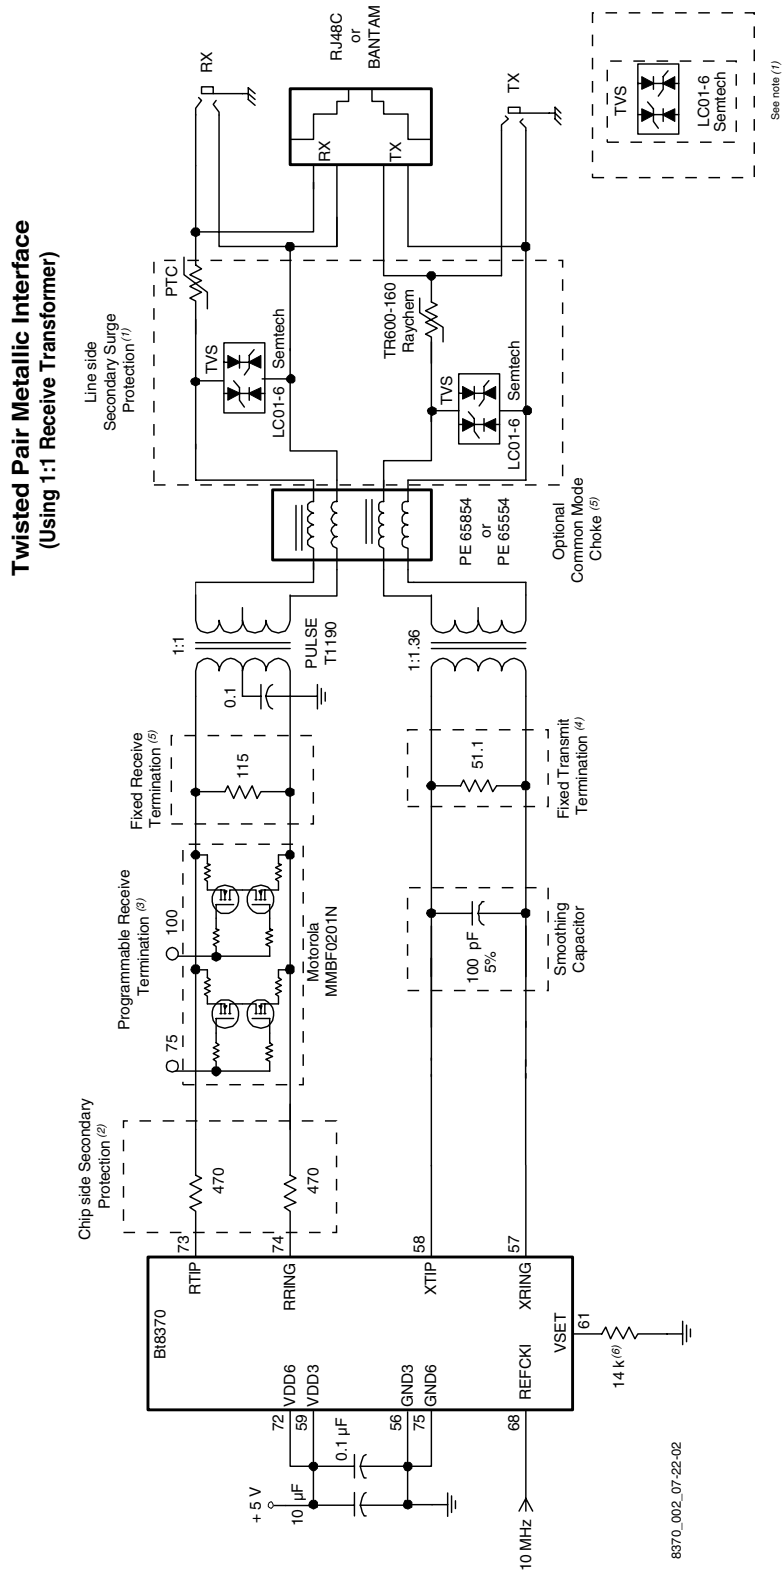 Twisted Pair Metallic Interface
(Using 1:1 Receive Transformer)
+ 5 V
10 µF
0.1 µF
10 MHz
72
59
56
75
68
Bt8370
VDD6
VDD3
GND3
GND6
REFCKI
RTIP
RRING
XTIP
XRING
VSET
61
14 k (6)
73
74
58
57
Chip side Secondary
Protection (2)
470
470
Programmable Receive
Termination (3)
75
100
Motorola
MMBF0201N
Fixed Receive
Termination (5)
115
Smoothing
Capacitor
100 pF
5%
Fixed Transmit
Termination (4)
51.1
0.1
1:1
PULSE
T1190
1:1.36
PE 65854
or
PE 65554
Optional
Common Mode
Choke (5)
Line side
Secondary Surge
Protection (1)
PTC
TVS
LC01-6
Semtech
TR600-160
Raychem
TVS
LC01-6
Semtech
RX
RJ48C
or
BANTAM
RX
TX
TX
TVS
LC01-6
Semtech
See note (1)
8370_002_07-22-02